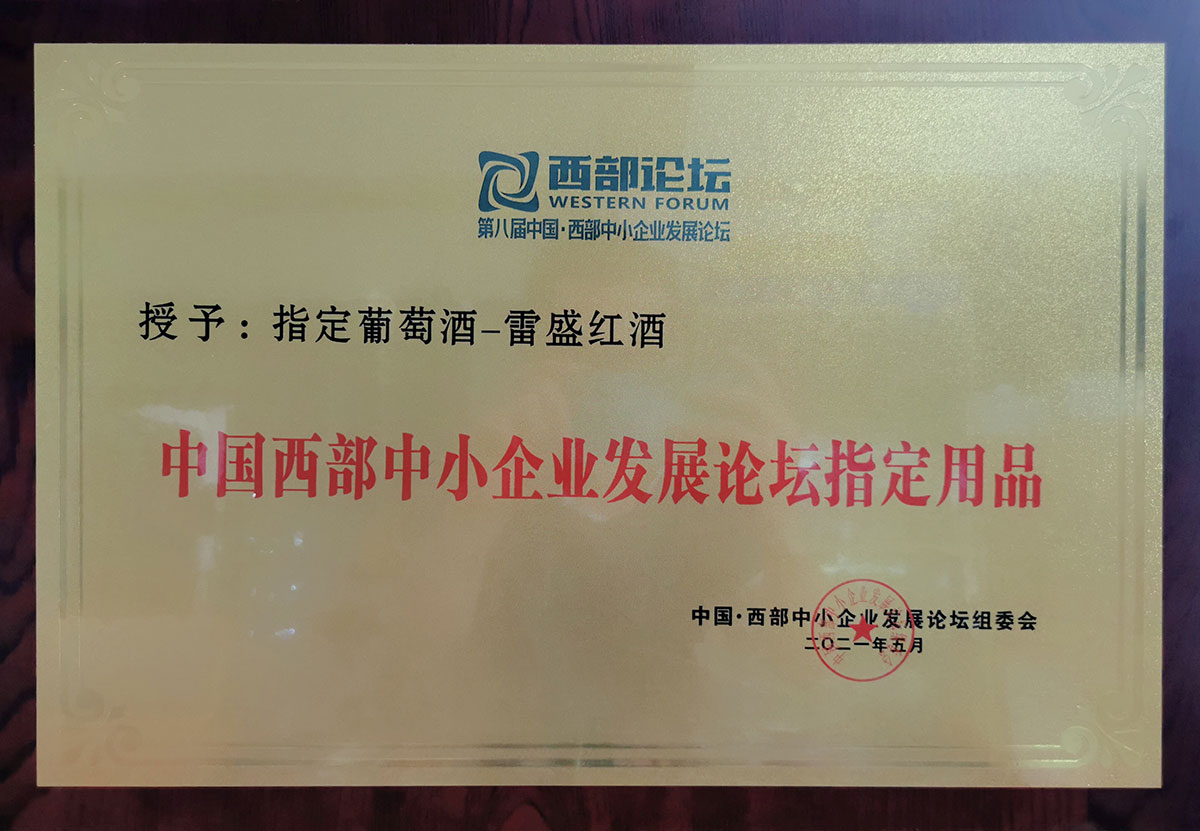 西部论坛
WESTERN FORUM
第八届中国·西部中小企业发展论坛
授予：指定葡萄酒-雷盛红酒
中国西部中小企业发展论坛指定用品
中国·西部中小企业发展论坛组委会
二〇二一年五月